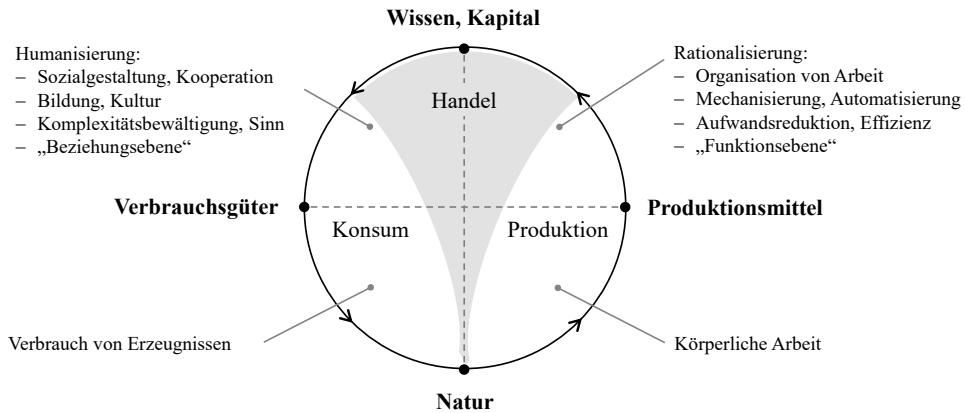 Wissen, Kapital
Humanisierung:
– Sozialgestaltung, Kooperation
– Bildung, Kultur
– Komplexitätsbewältigung, Sinn
– „Beziehungsebene“
Rationalisierung:
– Organisation von Arbeit
– Mechanisierung, Automatisierung
– Aufwandsreduktion, Effizienz
– „Funktionsebene“
Handel
Verbrauchsgüter
Produktionsmittel
Konsum
Produktion
Verbrauch von Erzeugnissen
Körperliche Arbeit
Natur